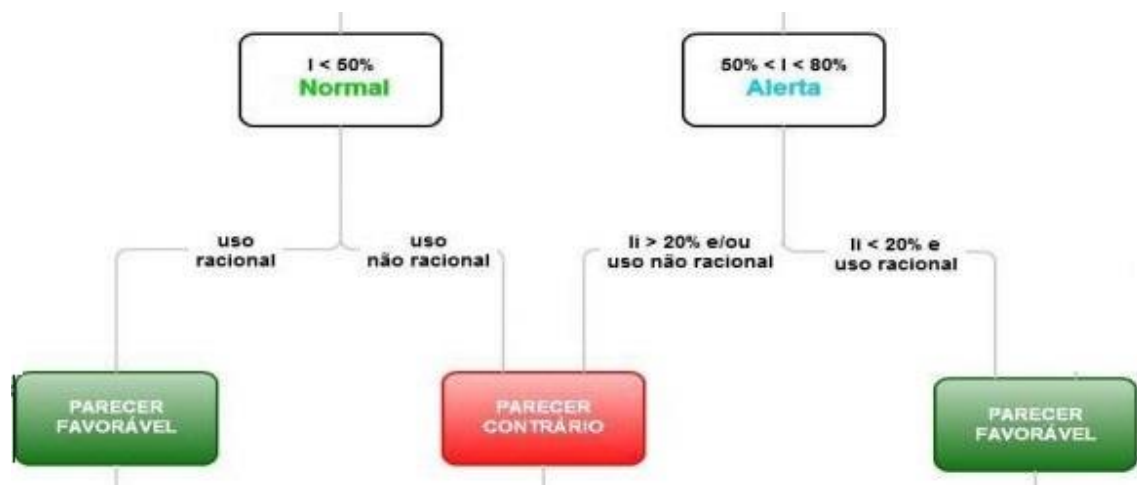 I < 50%
Normal
50% < I < 80%
Alerta
uso
racional
uso
não racional
Ii > 20% e/ou
uso não racional
Ii < 20% e
uso racional
PARECER
FAVORÁVEL
PARECER
CONTRÁRIO
PARECER
FAVORÁVEL